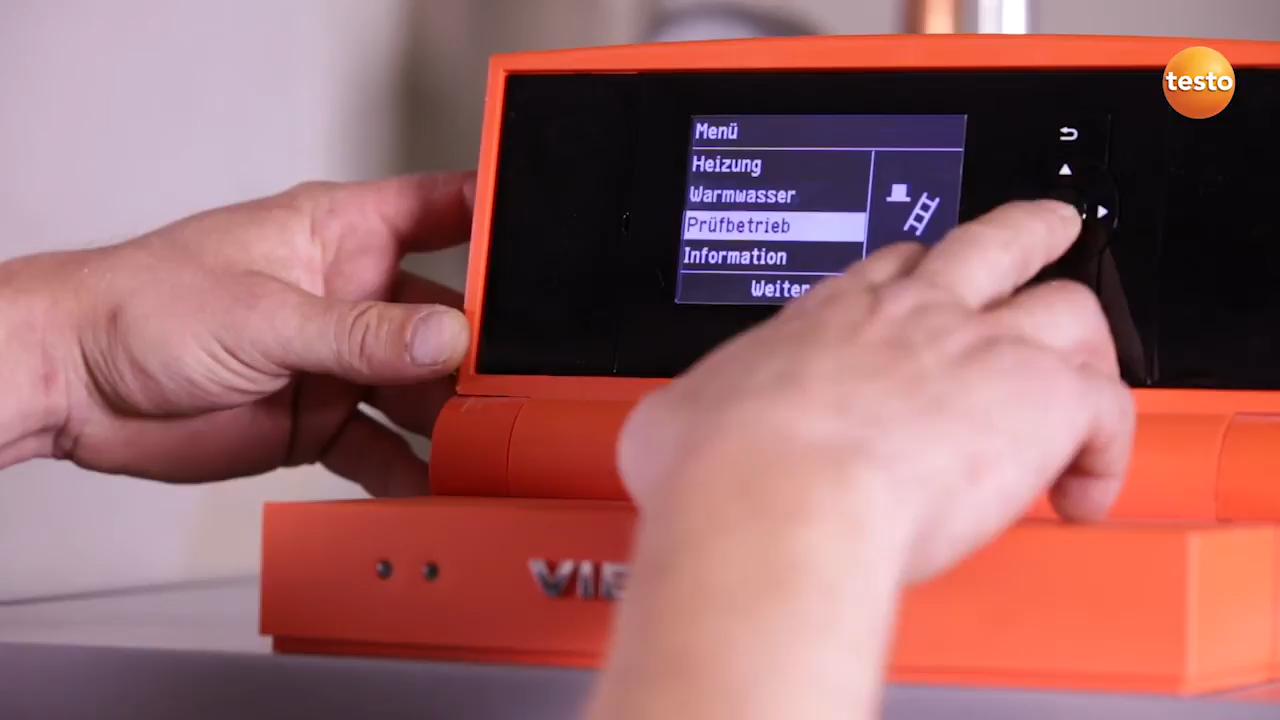 testo
Menü
Heizung
Warmwasser
Prüfbetrieb
Information
Weiter
VIE